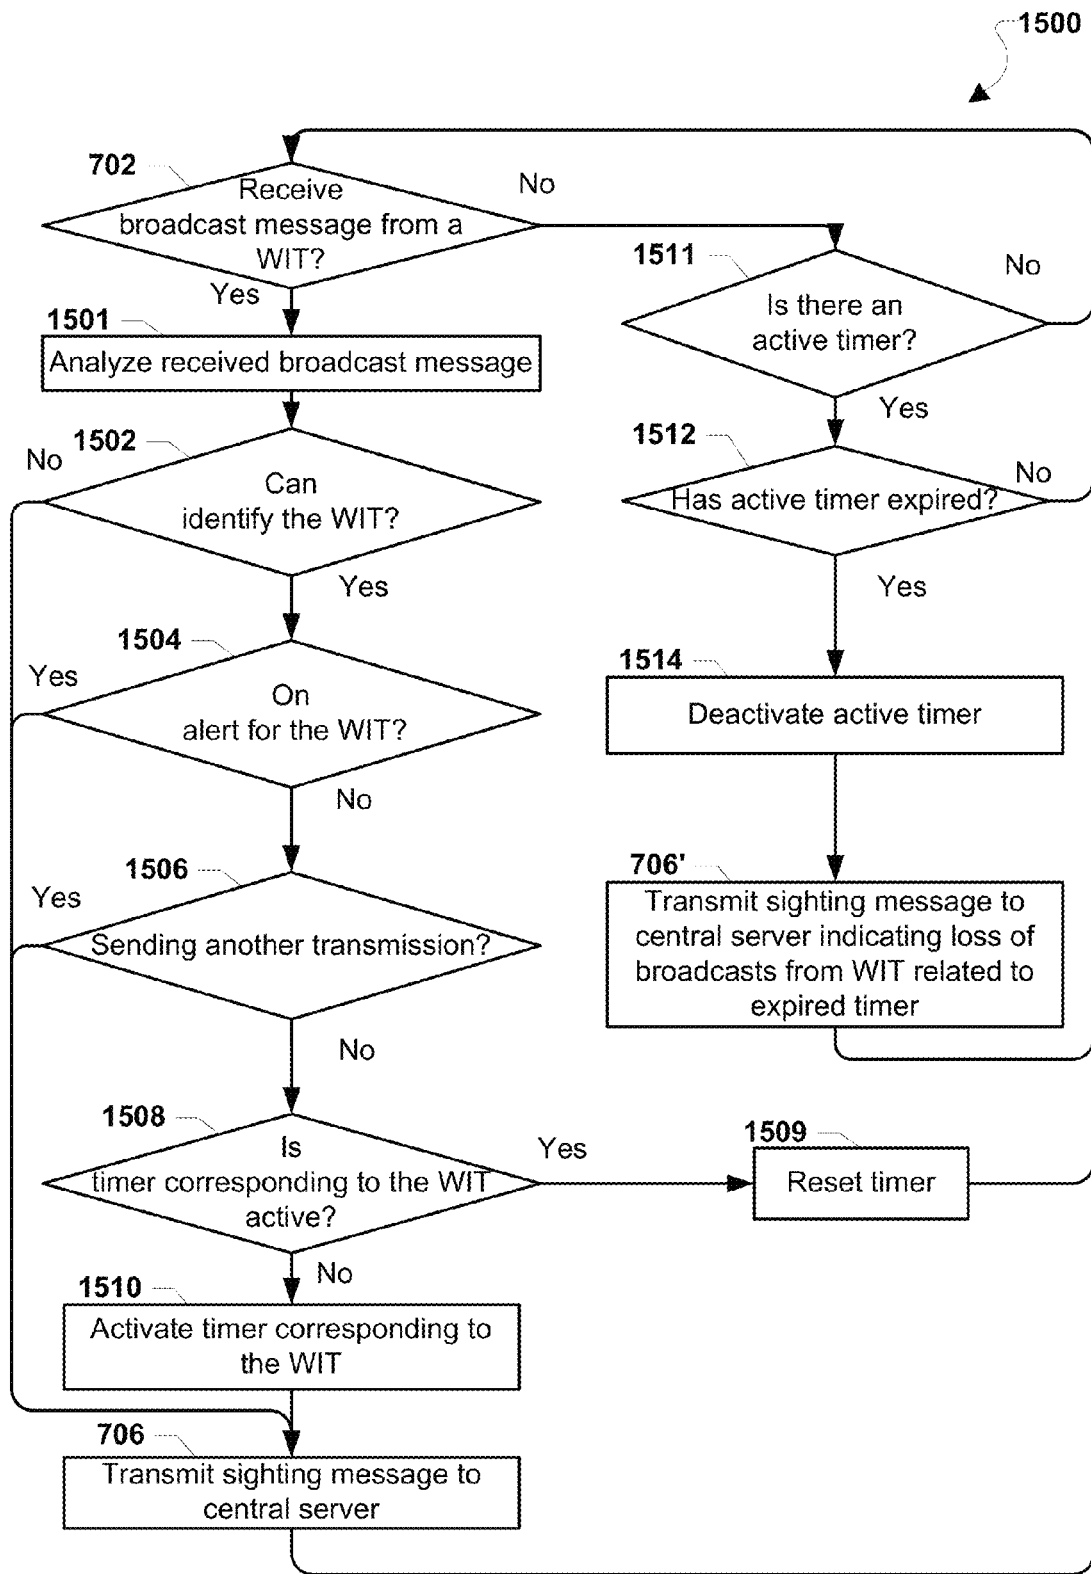 1500
702
Receive
broadcast message from a
WIT?
No
Yes
1501
Analyze received broadcast message
1502
No
Can
identify the WIT?
Yes
1504
Yes
On
alert for the WIT?
No
1506
Yes
Sending another transmission?
No
1508
Is
timer corresponding to the WIT
active?
Yes
No
1509
Reset timer
1510
Activate timer corresponding to
the WIT
706
Transmit sighting message to
central server
1511
No
Is there an
active timer?
Yes
1512
No
Has active timer expired?
Yes
1514
Deactivate active timer
706'
Transmit sighting message to
central server indicating loss of
broadcasts from WIT related to
expired timer